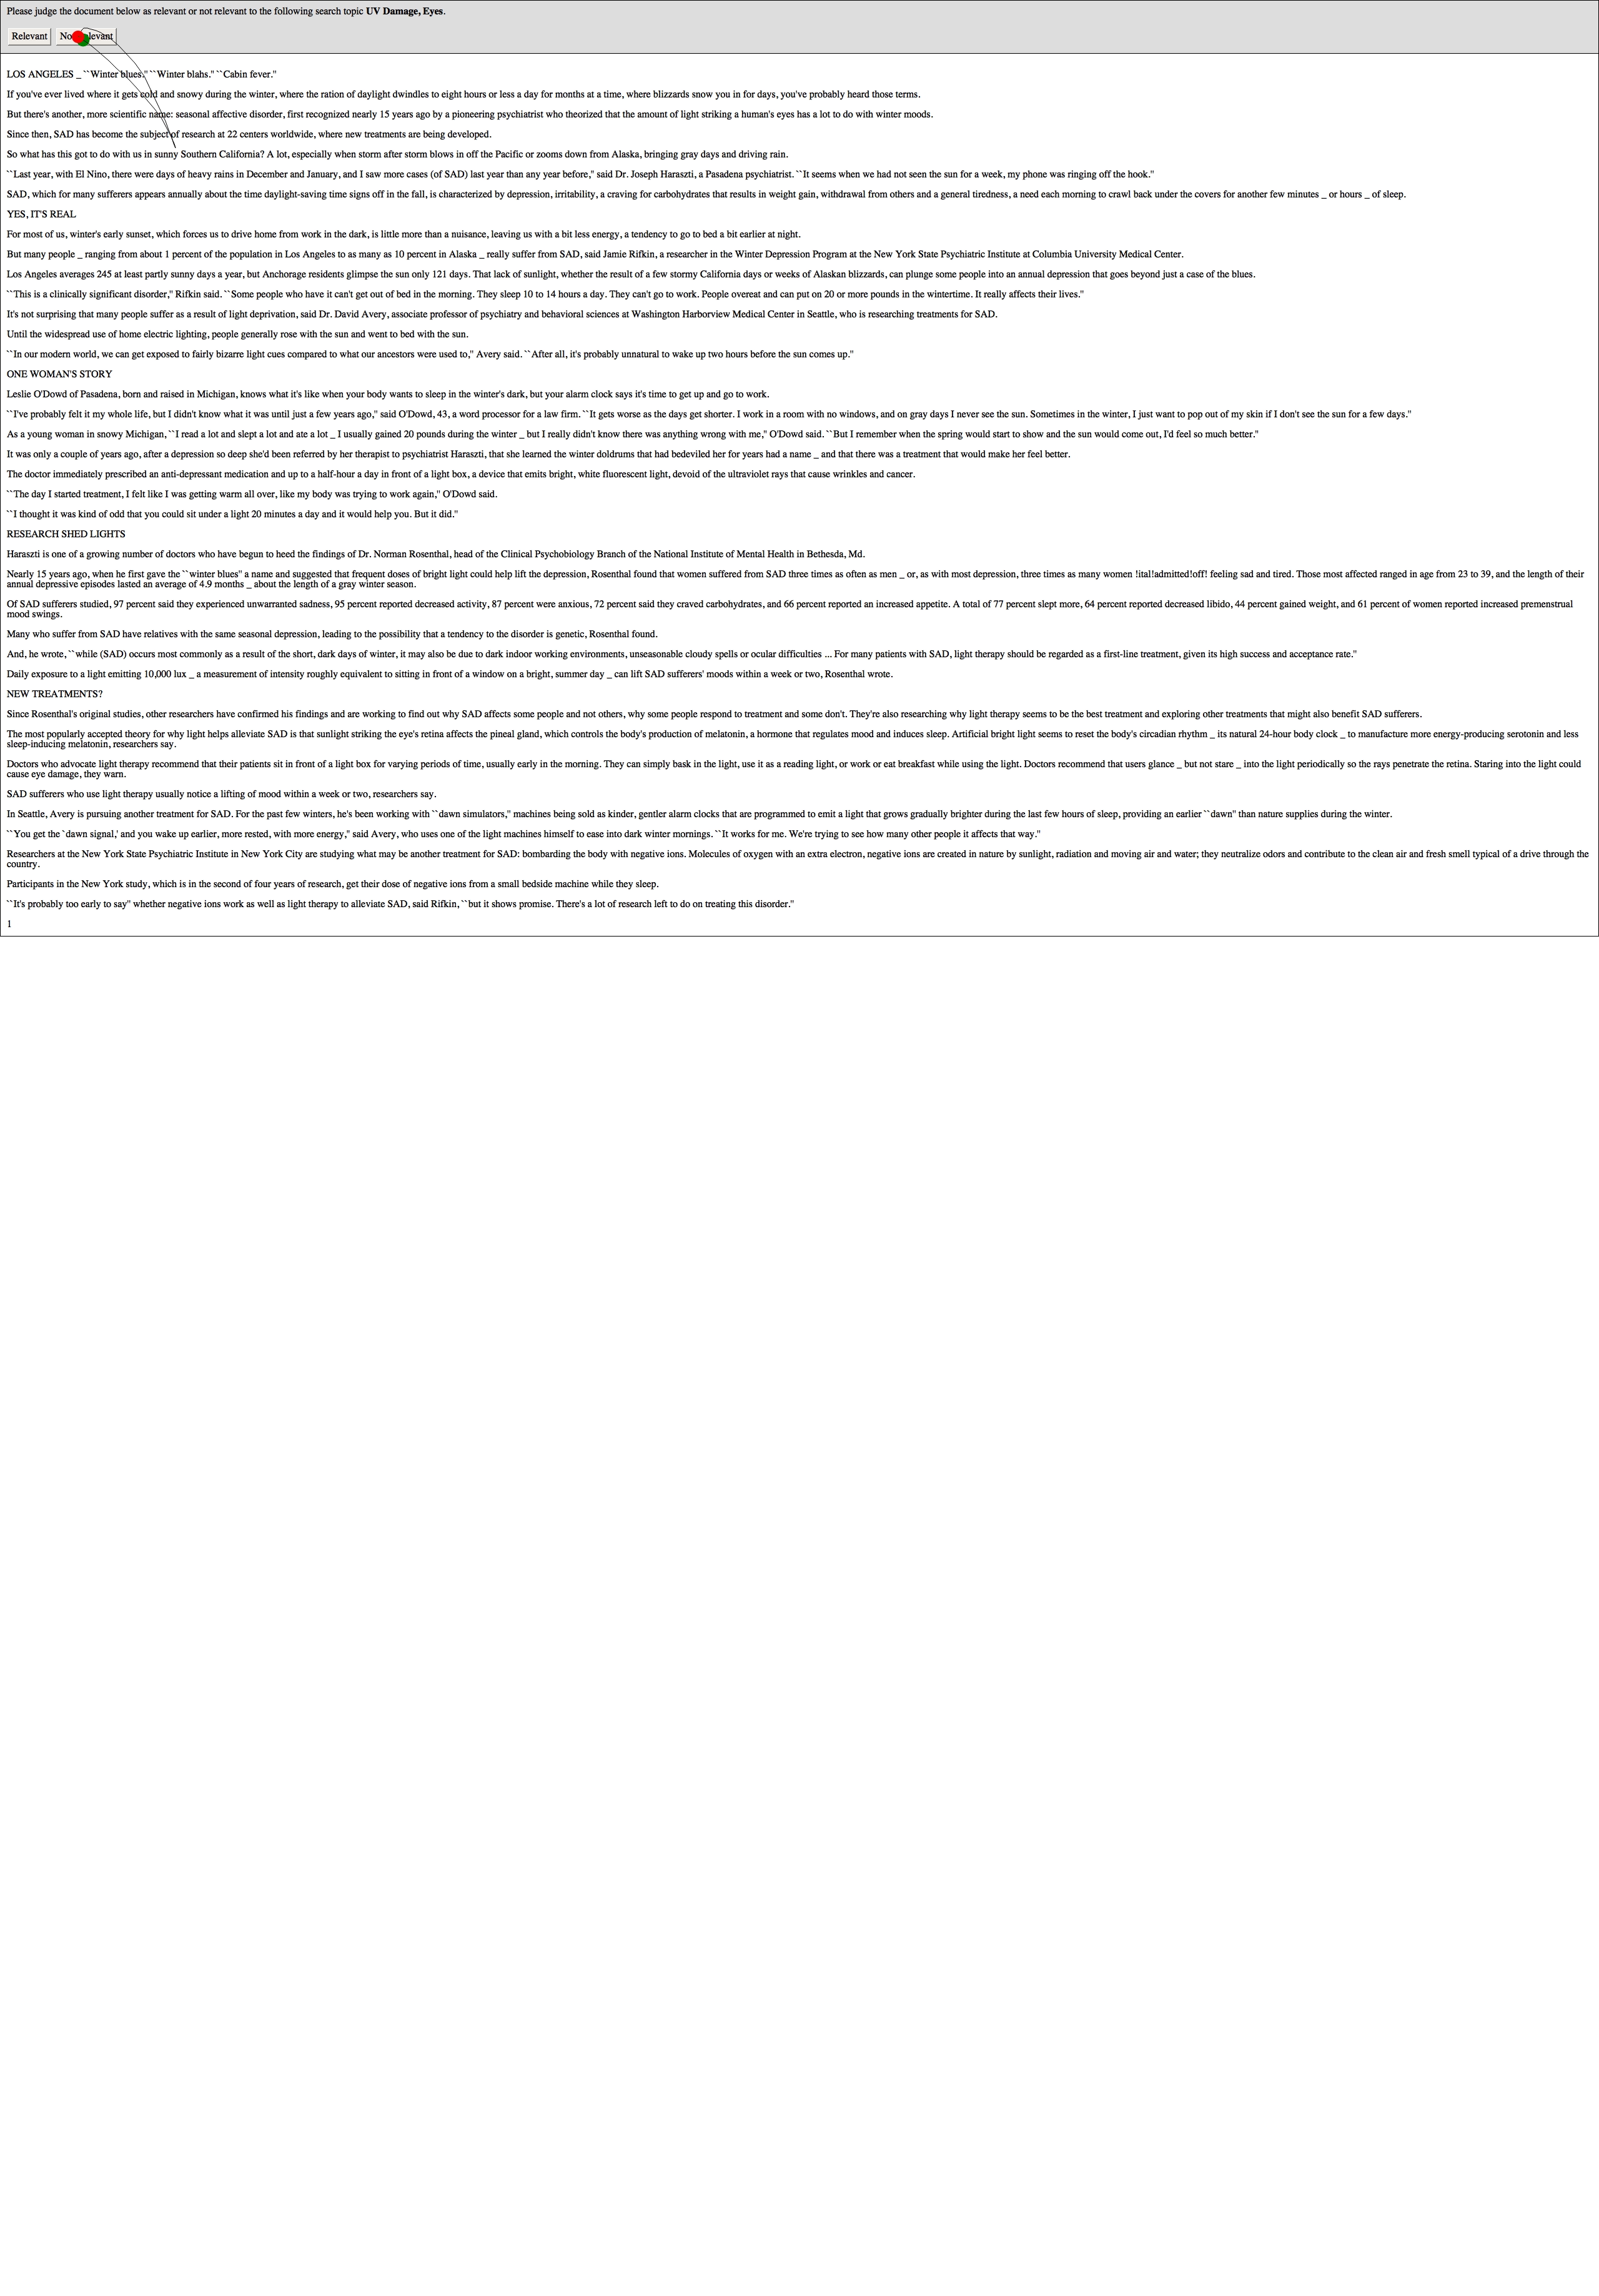 Please judge the document below as relevant or not relevant to the following search topic UV Damage, Eyes.
Relevant
LOS ANGELES _ ``Winter blues.'' ``Winter blahs.'' ``Cabin fever.''
If you've ever lived where it gets cold and snowy during the winter, where the ration of daylight dwindles to eight hours or less a day for months at a time, where blizzards snow you in for days, you've probably heard those terms.
But there's another, more scientific name: seasonal affective disorder, first recognized nearly 15 years ago by a pioneering psychiatrist who theorized that the amount of light striking a human's eyes has a lot to do with winter moods.
Since then, SAD has become the subject of research at 22 centers worldwide, where new treatments are being developed.
So what has this got to do with us in sunny Southern California? A lot, especially when storm after storm blows in off the Pacific or zooms down from Alaska, bringing gray days and driving rain.
``Last year, with El Nino, there were days of heavy rains in December and January, and I saw more cases (of SAD) last year than any year before,'' said Dr. Joseph Haraszti, a Pasadena psychiatrist. ``It seems when we had not seen the sun for a week, my phone was ringing off the hook.''
SAD, which for many sufferers appears annually about the time daylight-saving time signs off in the fall, is characterized by depression, irritability, a craving for carbohydrates that results in weight gain, withdrawal from others and a general tiredness, a need each morning to crawl back under the covers for another few minutes _ or hours _ of sleep.
YES, IT'S REAL
For most of us, winter's early sunset, which forces us to drive home from work in the dark, is little more than a nuisance, leaving us with a bit less energy, a tendency to go to bed a bit earlier at night.
But many people _ ranging from about 1 percent of the population in Los Angeles to as many as 10 percent in Alaska _ really suffer from SAD, said Jamie Rifkin, a researcher in the Winter Depression Program at the New York State Psychiatric Institute at Columbia University Medical Center.
Los Angeles averages 245 at least partly sunny days a year, but Anchorage residents glimpse the sun only 121 days. That lack of sunlight, whether the result of a few stormy California days or weeks of Alaskan blizzards, can plunge some people into an annual depression that goes beyond just a case of the blues.
``This is a clinically significant disorder,'' Rifkin said. ``Some people who have it can't get out of bed in the morning. They sleep 10 to 14 hours a day. They can't go to work. People overeat and can put on 20 or more pounds in the wintertime. It really affects their lives.''
It's not surprising that many people suffer as a result of light deprivation, said Dr. David Avery, associate professor of psychiatry and behavioral sciences at Washington Harborview Medical Center in Seattle, who is researching treatments for SAD.
Until the widespread use of home electric lighting, people generally rose with the sun and went to bed with the sun.
``In our modern world, we can get exposed to fairly bizarre light cues compared to what our ancestors were used to,'' Avery said. ``After all, it's probably unnatural to wake up two hours before the sun comes up.''
ONE WOMAN'S STORY
Leslie O'Dowd of Pasadena, born and raised in Michigan, knows what it's like when your body wants to sleep in the winter's dark, but your alarm clock says it's time to get up and go to work.
``I've probably felt it my whole life, but I didn't know what it was until just a few years ago,'' said O'Dowd, 43, a word processor for a law firm. ``It gets worse as the days get shorter. I work in a room with no windows, and on gray days I never see the sun. Sometimes in the winter, I just want to pop out of my skin if I don't see the sun for a few days.''
As a young woman in snowy Michigan, ``I read a lot and slept a lot and ate a lot _ I usually gained 20 pounds during the winter _ but I really didn't know there was anything wrong with me,'' O'Dowd said. ``But I remember when the spring would start to show and the sun would come out, I'd feel so much better.''
It was only a couple of years ago, after a depression so deep she'd been referred by her therapist to psychiatrist Haraszti, that she learned the winter doldrums that had bedeviled her for years had a name _ and that there was a treatment that would make her feel better.
The doctor immediately prescribed an anti-depressant medication and up to a half-hour a day in front of a light box, a device that emits bright, white fluorescent light, devoid of the ultraviolet rays that cause wrinkles and cancer.
``The day I started treatment, I felt like I was getting warm all over, like my body was trying to work again,'' O'Dowd said.
``I thought it was kind of odd that you could sit under a light 20 minutes a day and it would help you. But it did.''
RESEARCH SHED LIGHTS
Haraszti is one of a growing number of doctors who have begun to heed the findings of Dr. Norman Rosenthal, head of the Clinical Psychobiology Branch of the National Institute of Mental Health in Bethesda, Md.
Nearly 15 years ago, when he first gave the ``winter blues'' a name and suggested that frequent doses of bright light could help lift the depression, Rosenthal found that women suffered from SAD three times as often as men _ or, as with most depression, three times as many women !ital!admitted!off! feeling sad and tired. Those most affected ranged in age from 23 to 39, and the length of their
annual depressive episodes lasted an average of 4.9 months _ about the length of a gray winter season.
Of SAD sufferers studied, 97 percent said they experienced unwarranted sadness, 95 percent reported decreased activity, 87 percent were anxious, 72 percent said they craved carbohydrates, and 66 percent reported an increased appetite. A total of 77 percent slept more, 64 percent reported decreased libido, 44 percent gained weight, and 61 percent of women reported increased premenstrual
mood swings.
Many who suffer from SAD have relatives with the same seasonal depression, leading to the possibility that a tendency to the disorder is genetic, Rosenthal found.
And, he wrote, ``while (SAD) occurs most commonly as a result of the short, dark days of winter, it may also be due to dark indoor working environments, unseasonable cloudy spells or ocular difficulties ... For many patients with SAD, light therapy should be regarded as a first-line treatment, given its high success and acceptance rate.''
Daily exposure to a light emitting 10,000 lux _ a measurement of intensity roughly equivalent to sitting in front of a window on a bright, summer day _ can lift SAD sufferers' moods within a week or two, Rosenthal wrote.
NEW TREATMENTS?
Since Rosenthal's original studies, other researchers have confirmed his findings and are working to find out why SAD affects some people and not others, why some people respond to treatment and some don't. They're also researching why light therapy seems to be the best treatment and exploring other treatments that might also benefit SAD sufferers.
The most popularly accepted theory for why light helps alleviate SAD is that sunlight striking the eye's retina affects the pineal gland, which controls the body's production of melatonin, a hormone that regulates mood and induces sleep. Artificial bright light seems to reset the body's circadian rhythm _ its natural 24-hour body clock _ to manufacture more energy-producing serotonin and less
sleep-inducing melatonin, researchers say.
Doctors who advocate light therapy recommend that their patients sit in front of a light box for varying periods of time, usually early in the morning. They can simply bask in the light, use it as a reading light, or work or eat breakfast while using the light. Doctors recommend that users glance _ but not stare _ into the light periodically so the rays penetrate the retina. Staring into the light could
cause eye damage, they warn.
SAD sufferers who use light therapy usually notice a lifting of mood within a week or two, researchers say.
In Seattle, Avery is pursuing another treatment for SAD. For the past few winters, he's been working with ``dawn simulators,'' machines being sold as kinder, gentler alarm clocks that are programmed to emit a light that grows gradually brighter during the last few hours of sleep, providing an earlier ``dawn'' than nature supplies during the winter.
``You get the `dawn signal,' and you wake up earlier, more rested, with more energy,'' said Avery, who uses one of the light machines himself to ease into dark winter mornings. ``It works for me. We're trying to see how many other people it affects that way.''
Researchers at the New York State Psychiatric Institute in New York City are studying what may be another treatment for SAD: bombarding the body with negative ions. Molecules of oxygen with an extra electron, negative ions are created in nature by sunlight, radiation and moving air and water; they neutralize odors and contribute to the clean air and fresh smell typical of a drive through the
country.
Participants in the New York study, which is in the second of four years of research, get their dose of negative ions from a small bedside machine while they sleep.
``It's probably too early to say'' whether negative ions work as well as light therapy to alleviate SAD, said Rifkin, ``but it shows promise. There's a lot of research left to do on treating this disorder.''
1